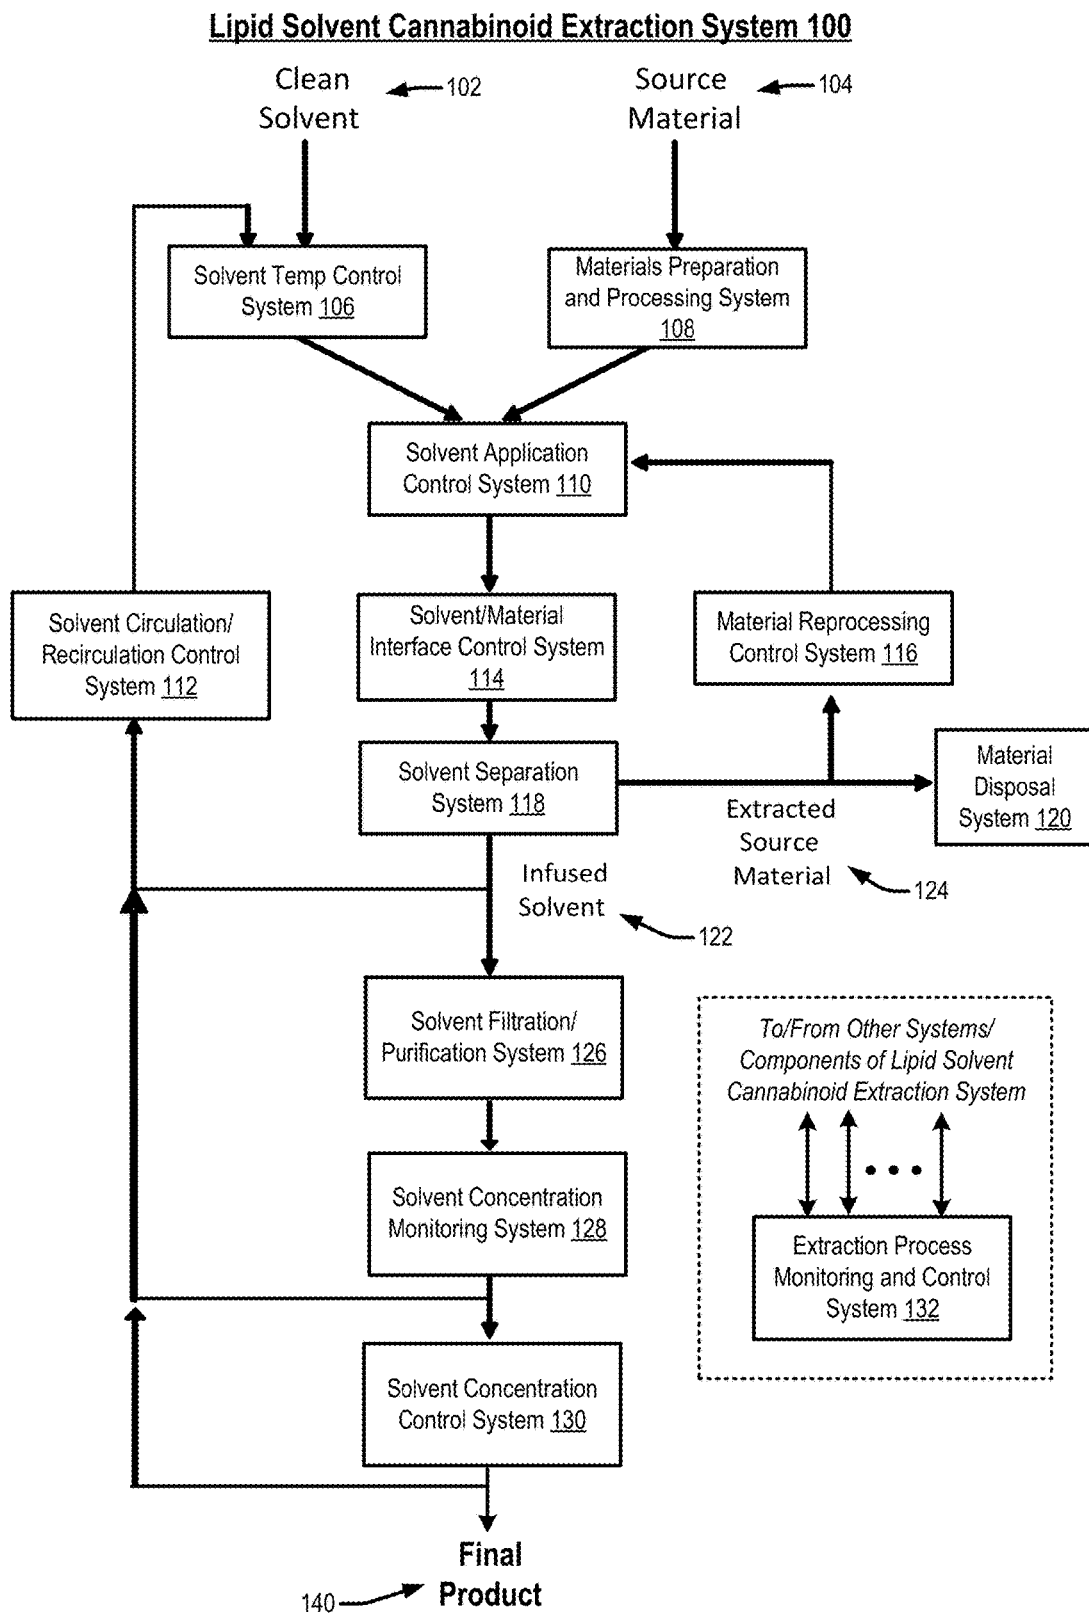 Lipid Solvent Cannabinoid Extraction System 100
Clean
Solvent
102
Source
Material
104
Solvent Temp Control
System 106
Materials Preparation
and Processing System
108
Solvent Application
Control System 110
Solvent Circulation/
Recirculation Control
System 112
Solvent/Material
Interface Control System
114
Material Reprocessing
Control System 116
Solvent Separation
System 118
Material
Disposal
System 120
Extracted
Source
Material
124
Infused
Solvent
122
Solvent Filtration/
Purification System 126
To/From Other Systems/
Components of Lipid Solvent
Cannabinoid Extraction System
Solvent Concentration
Monitoring System 128
Extraction Process
Monitoring and Control
System 132
Solvent Concentration
Control System 130
Final
Product
140